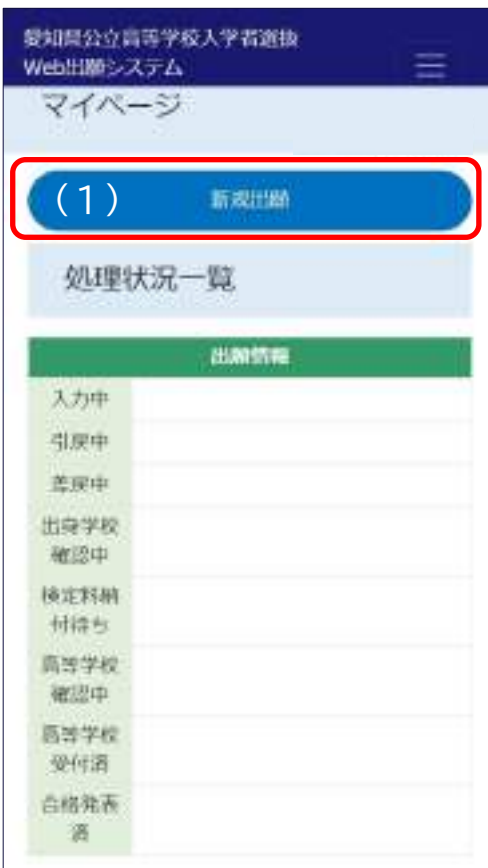 愛知県公立高等学校入学者選抜
Web出願システム
マイページ
（1） 新規出願
処理状況一覧
出願情報
入力中
引戻中
差戻中
出身学校
確認中
検定料納
付待ち
高等学校
確認中
高等学校
受付済
合格発表
済